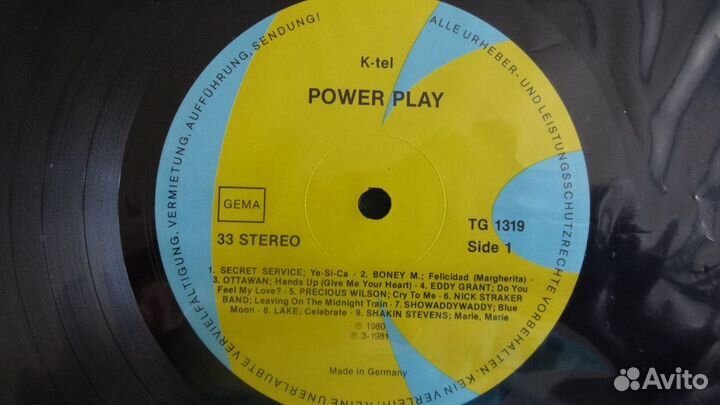 K-tel
POWER PLAY
GEMA
33 STEREO
TG 1319
Side 1
1. SECRET SERVICE; Ye-Si-Ca - 2. BONEY M.; Felicidad (Margherita) -
3. OTTAWAN; Hands Up (Give Me Your Heart) - 4. EDDY GRANT; Do You
Feel My Love? - 5. PRECIOUS WILSON; Cry To Me - 6. NICK STRAKER
BAND; Leaving On The Midnight Train - 7. SHOWADDYWADDY; Blue
Moon - 8. LAKE; Celebrate - 9. SHAKIN STEVENS; Marie, Marie
℗ 1980
℗ 3-1981
Made in Germany
ALLE URHEBER- UND LEISTUNGSSCHUTZRECHTE VORBEHALTEN. KEIN VERLEIH, KEINE UNERLAUBTE VERVIELFÄLTIGUNG, VERMIETUNG, AUFFÜHRUNG, SENDUNG!
Avito